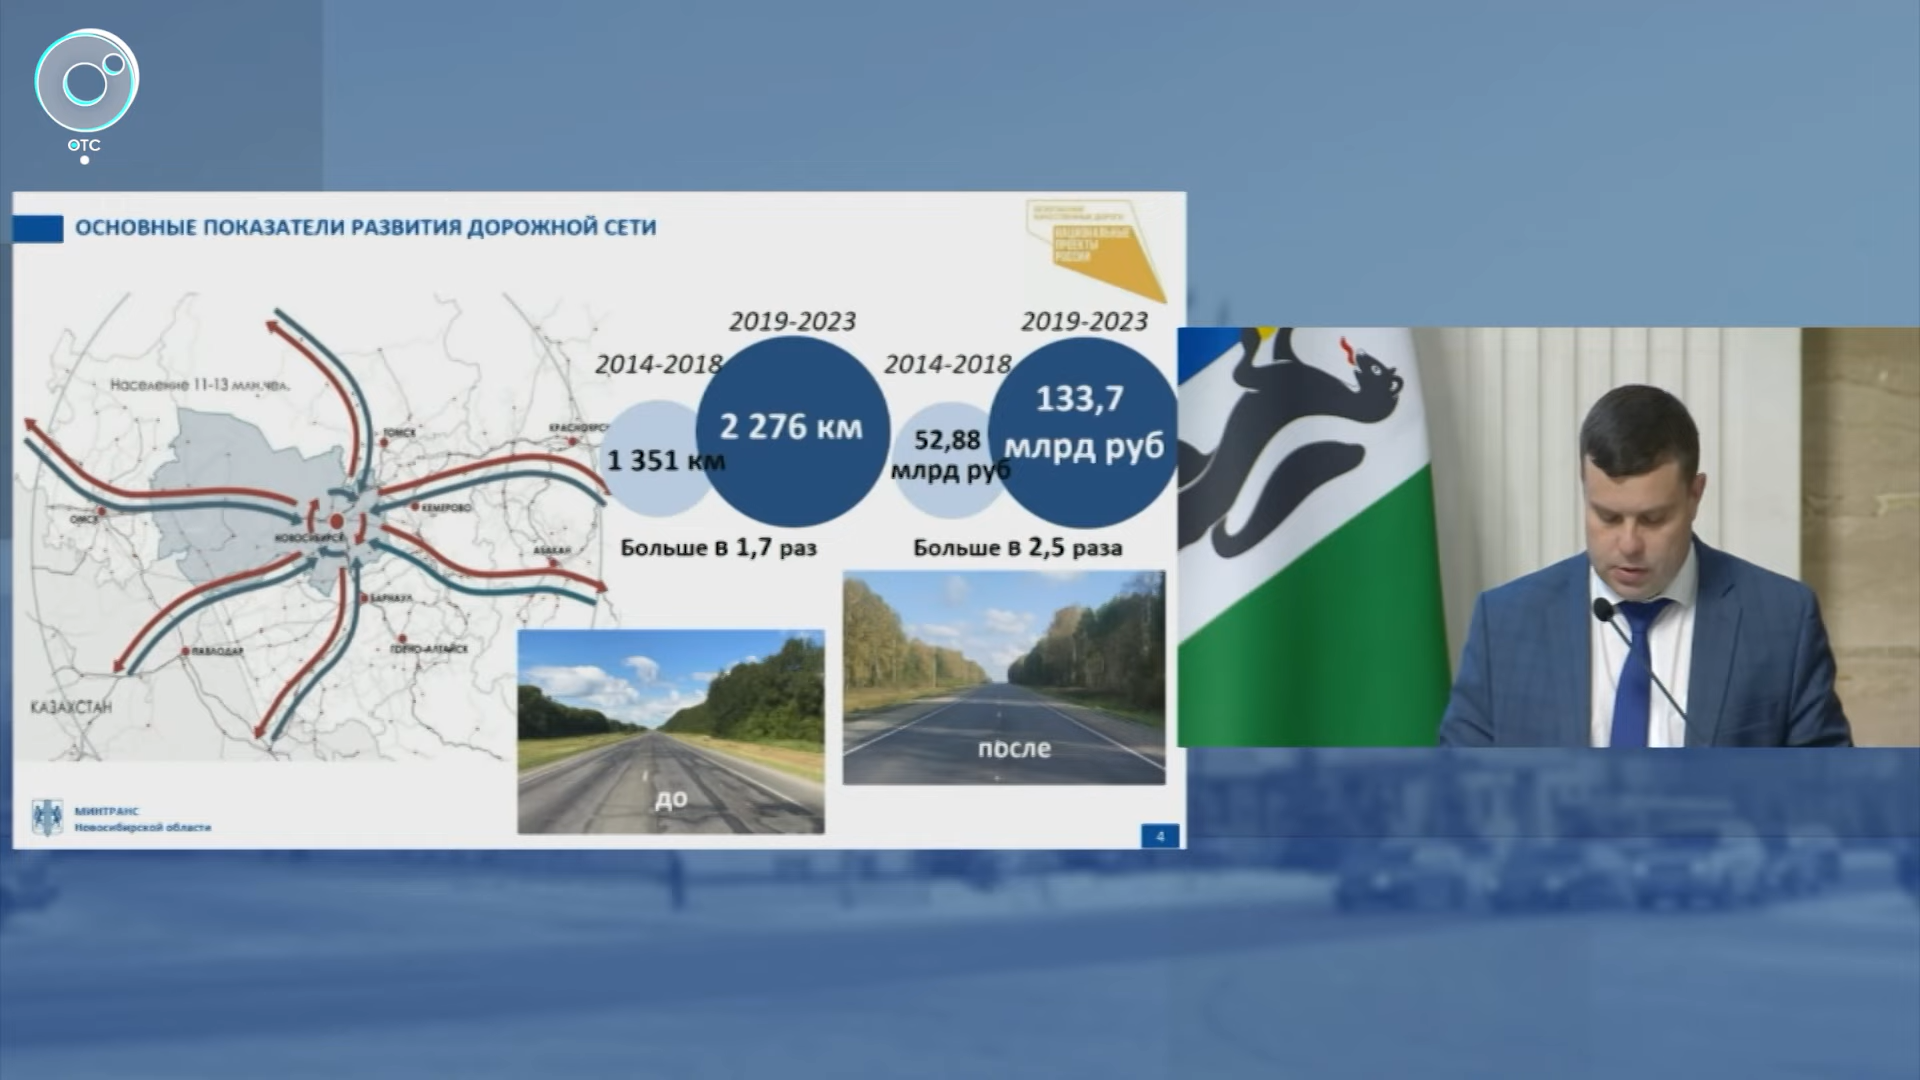 ОТС
ОСНОВНЫЕ ПОКАЗАТЕЛИ РАЗВИТИЯ ДОРОЖНОЙ СЕТИ
БЕЗОПАСНЫЕ
КАЧЕСТВЕННЫЕ ДОРОГИ
НАЦИОНАЛЬНЫЕ
ПРОЕКТЫ
РОССИИ
2019-2023
2019-2023
2014-2018
2014-2018
Население 11-13 млн.чел.
133,7
млрд руб
2 276 км
52,88
млрд руб
1 351 км
ТОМСК
КРАСНОЯРСК
КЕМЕРОВО
ОМСК
НОВОСИБИРСК
АБАКАН
Больше в 1,7 раз
Больше в 2,5 раза
БАРНАУЛ
ПАВЛОДАР
ГОРНО-АЛТАЙСК
КАЗАХСТАН
после
до
МИНТРАНС
Новосибирской области
4